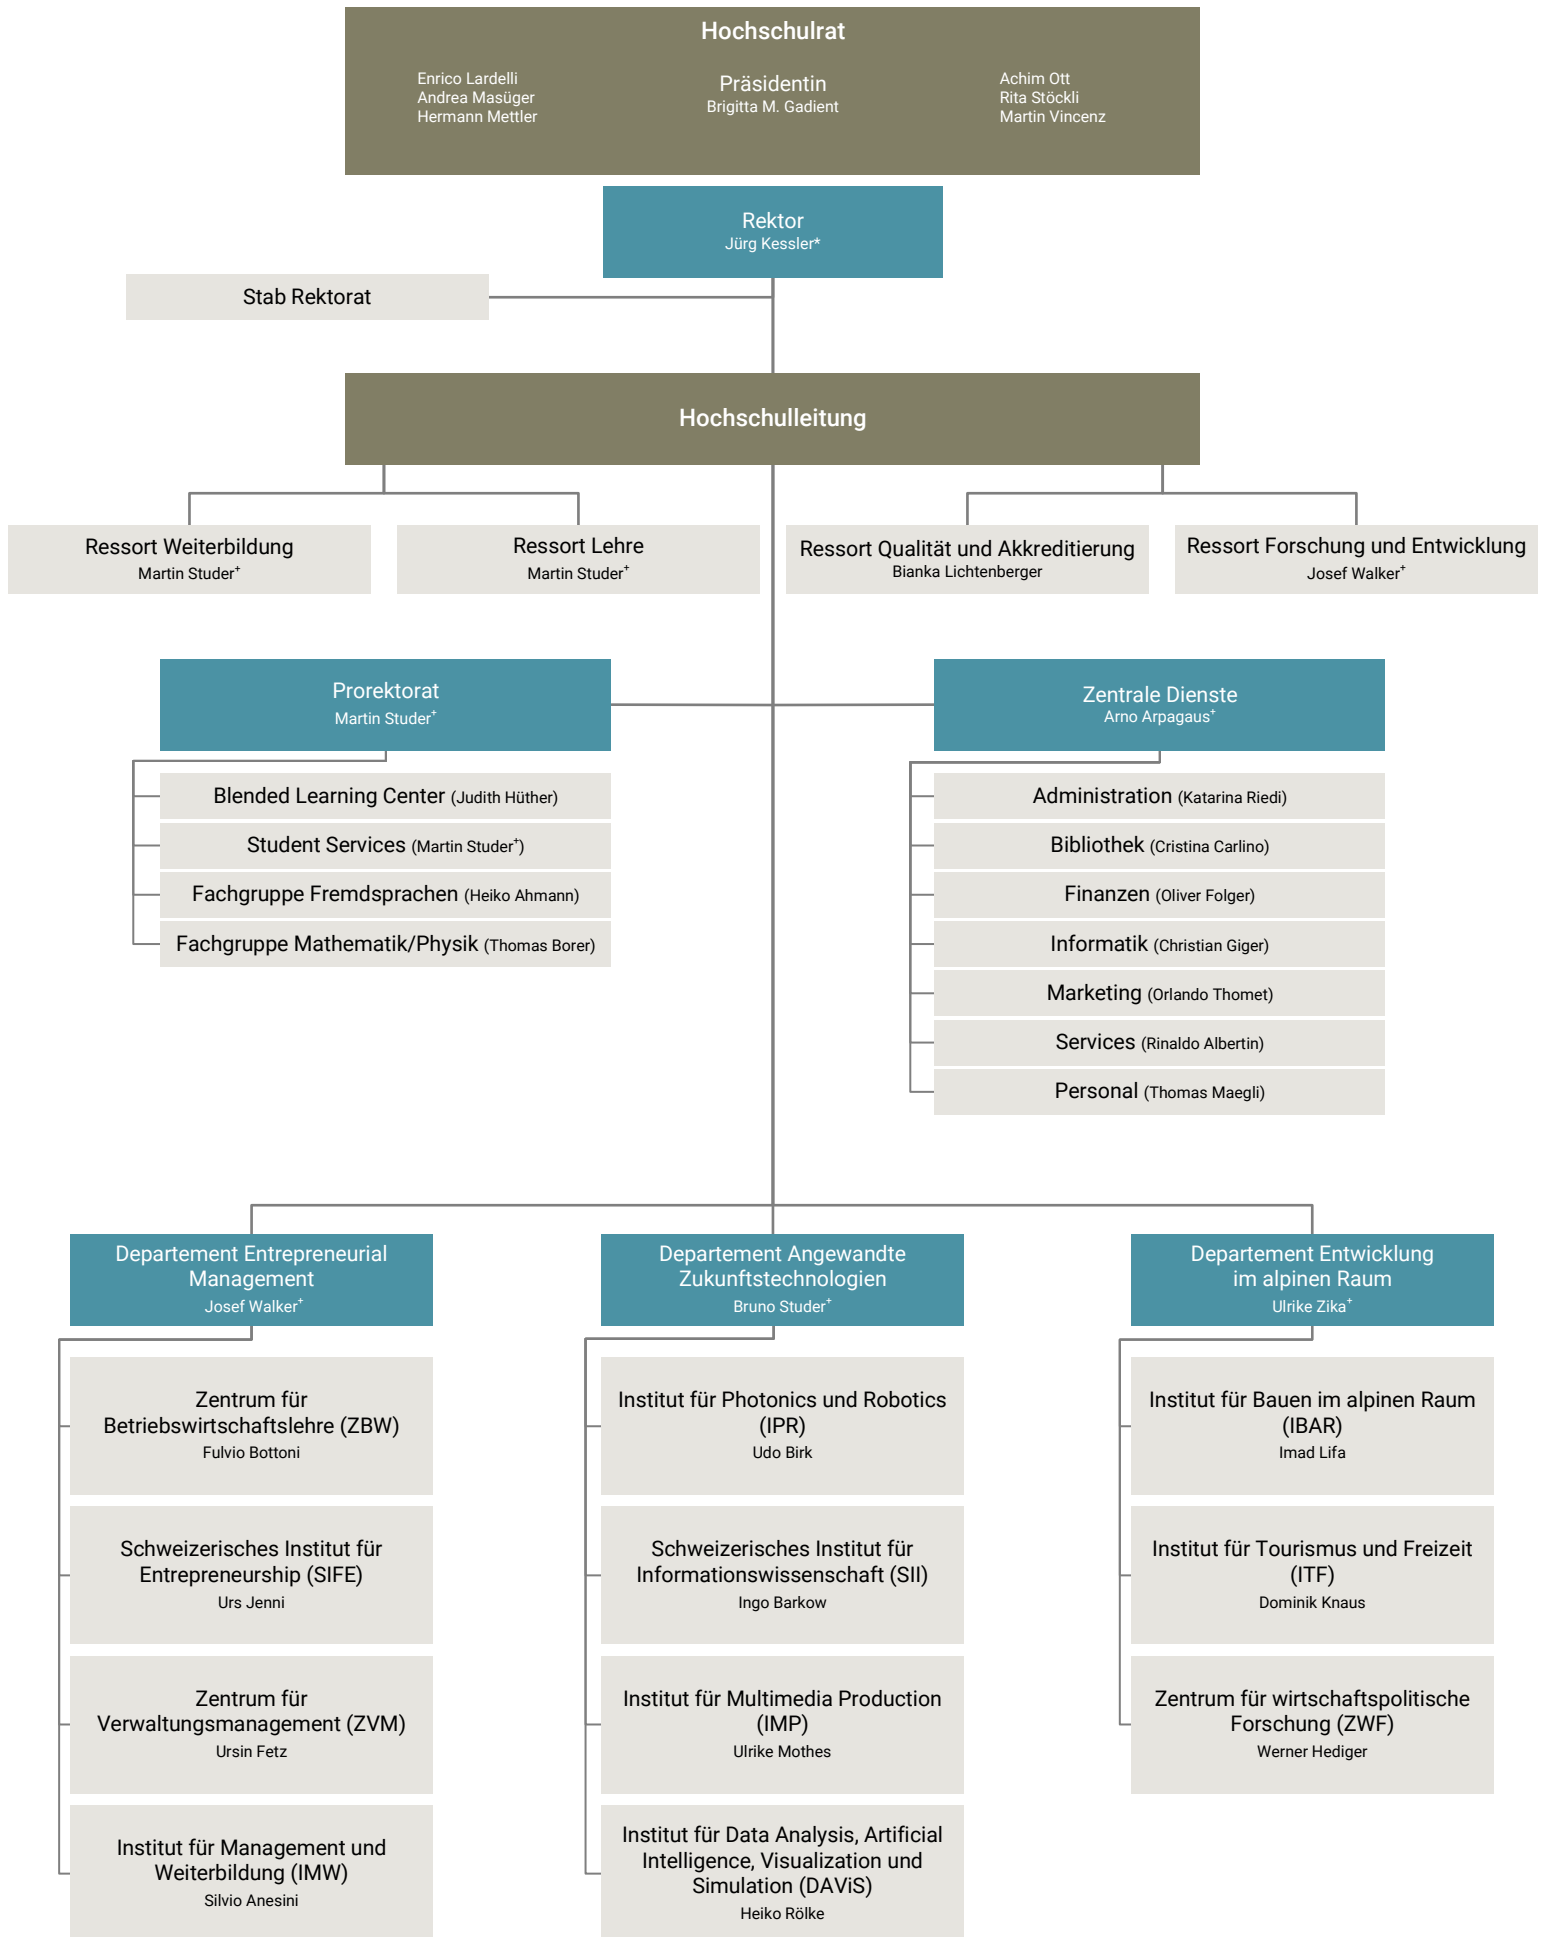 Hochschulrat
Enrico Lardelli
Andrea Masüger
Hermann Mettler
Präsidentin
Brigitta M. Gadient
Achim Ott
Rita Stöckli
Martin Vincenz
Rektor
Jürg Kessler*
Stab Rektorat
Hochschulleitung
Ressort Weiterbildung
Martin Studer⁺
Ressort Lehre
Martin Studer⁺
Ressort Qualität und Akkreditierung
Bianka Lichtenberger
Ressort Forschung und Entwicklung
Josef Walker⁺
Prorektorat
Martin Studer⁺
Blended Learning Center (Judith Hüther)
Student Services (Martin Studer⁺)
Fachgruppe Fremdsprachen (Heiko Ahmann)
Fachgruppe Mathematik/Physik (Thomas Borer)
Zentrale Dienste
Arno Arpagaus⁺
Administration (Katarina Riedi)
Bibliothek (Cristina Carlino)
Finanzen (Oliver Folger)
Informatik (Christian Giger)
Marketing (Orlando Thomet)
Services (Rinaldo Albertin)
Personal (Thomas Maegli)
Departement Entrepreneurial
Management
Josef Walker⁺
Zentrum für
Betriebswirtschaftslehre (ZBW)
Fulvio Bottoni
Schweizerisches Institut für
Entrepreneurship (SIFE)
Urs Jenni
Zentrum für
Verwaltungsmanagement (ZVM)
Ursin Fetz
Institut für Management und
Weiterbildung (IMW)
Silvio Anesini
Departement Angewandte
Zukunftstechnologien
Bruno Studer⁺
Institut für Photonics und Robotics
(IPR)
Udo Birk
Schweizerisches Institut für
Informationswissenschaft (SII)
Ingo Barkow
Institut für Multimedia Production
(IMP)
Ulrike Mothes
Institut für Data Analysis, Artificial
Intelligence, Visualization und
Simulation (DAViS)
Heiko Rölke
Departement Entwicklung
im alpinen Raum
Ulrike Zika⁺
Institut für Bauen im alpinen Raum
(IBAR)
Imad Lifa
Institut für Tourismus und Freizeit
(ITF)
Dominik Knaus
Zentrum für wirtschaftspolitische
Forschung (ZWF)
Werner Hediger